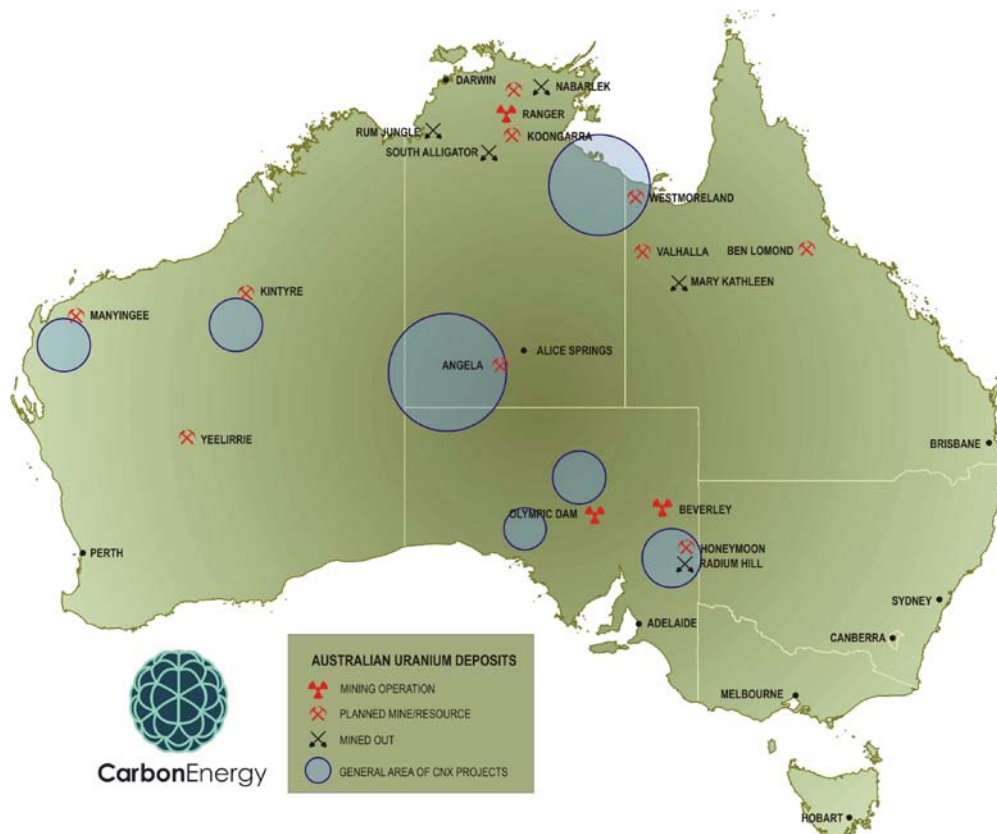 DARWIN
NABARLEK
RANGER
RUM JUNGLE
KOONGARRA
SOUTH ALLIGATOR
WESTMORELAND
VALHALLA
BEN LOMOND
MARY KATHLEEN
KINTYRE
MANYINGEE
ALICE SPRINGS
ANGELA
YEELIRRIE
BRISBANE
OLYMPIC DAM
BEVERLEY
PERTH
HONEYMOON
RADIUM HILL
SYDNEY
ADELAIDE
CANBERRA
MELBOURNE
HOBART
CarbonEnergy
AUSTRALIAN URANIUM DEPOSITS
MINING OPERATION
PLANNED MINE/RESOURCE
MINED OUT
GENERAL AREA OF CNX PROJECTS